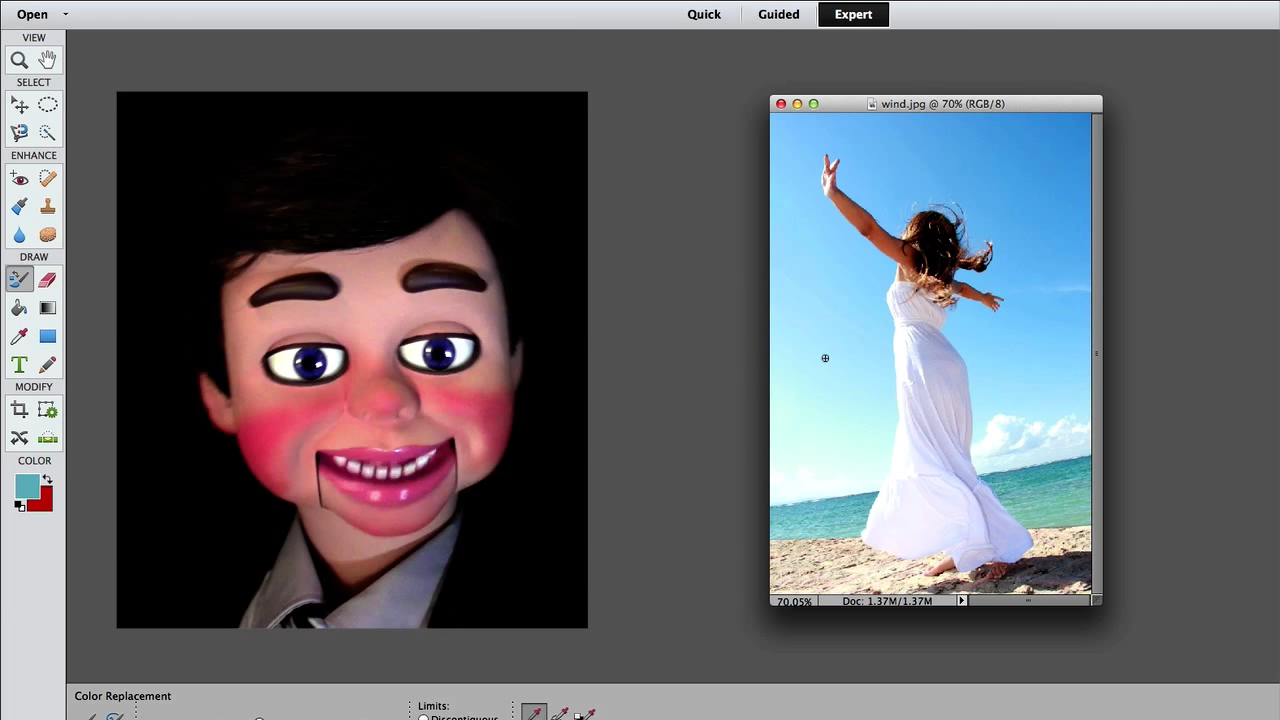 Open
Quick
Guided
Expert
VIEW
SELECT
ENHANCE
DRAW
T
MODIFY
COLOR
wind.jpg @ 70% (RGB/8)
70.05%
Doc: 1.37M/1.37M
Color Replacement
Limits:
Discontiguous